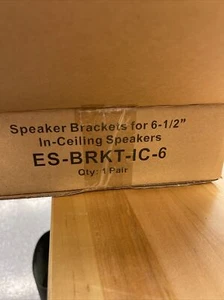 Speaker Brackets for 6-1/2"
In-Ceiling Speakers
ES-BRKT-IC-6
Qty: 1 Pair